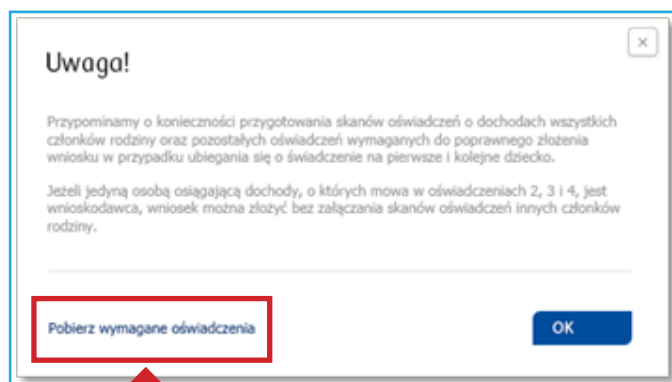 Uwaga!
Przypominamy o konieczności przygotowania skanów oświadczeń o dochodach wszystkich
członków rodziny oraz pozostałych oświadczeń wymaganych do poprawnego złożenia
wniosku w przypadku ubiegania się o świadczenie na pierwsze i kolejne dziecko.
Jeżeli jedyną osobą osiągającą dochody, o których mowa w oświadczeniach 2, 3 i 4, jest
wnioskodawca, wniosek można złożyć bez załączania skanów oświadczeń innych członków
rodziny.
Pobierz wymagane oświadczenia
OK